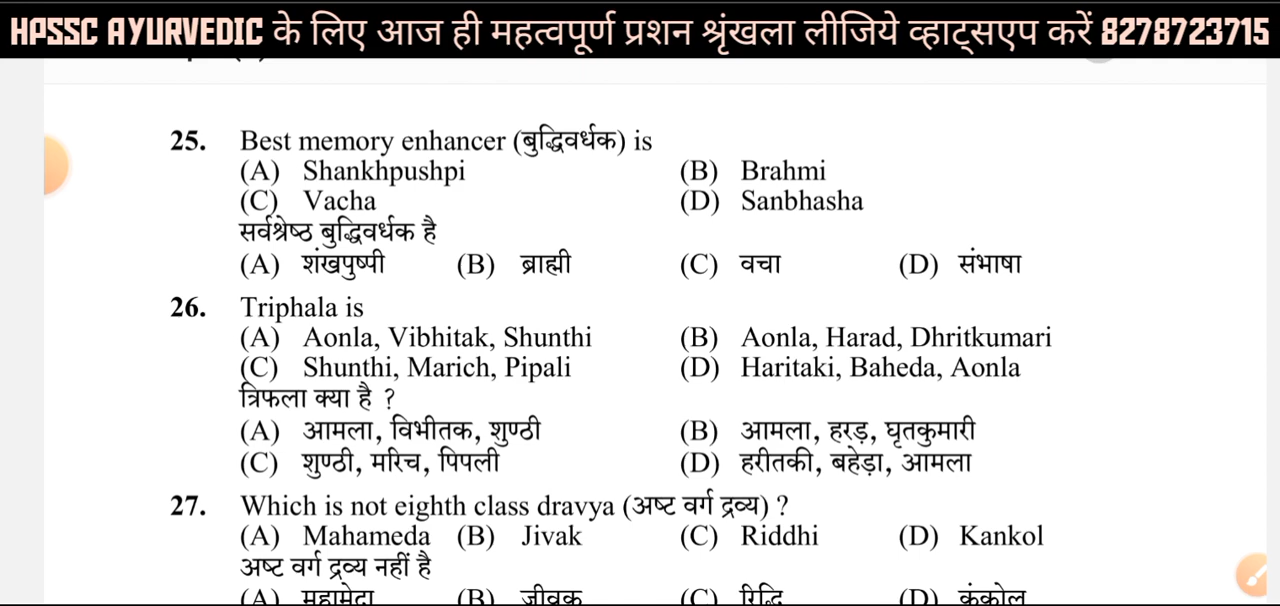 HPSSC AYURVEDIC के लिए आज ही महत्वपूर्ण प्रशन श्रृंखला लीजिये व्हाट्सएप करें 8278723715
25. Best memory enhancer (बुद्धिवर्धक) is
(A) Shankhpushpi (B) Brahmi
(C) Vacha (D) Sanbhasha
सर्वश्रेष्ठ बुद्धिवर्धक है
(A) शंखपुष्पी (B) ब्राह्मी (C) वचा (D) संभाषा
26. Triphala is
(A) Aonla, Vibhitak, Shunthi (B) Aonla, Harad, Dhritkumari
(C) Shunthi, Marich, Pipali (D) Haritaki, Baheda, Aonla
त्रिफला क्या है ?
(A) आमला, विभीतक, शुण्ठी (B) आमला, हरड़, घृतकुमारी
(C) शुण्ठी, मरिच, पिपली (D) हरीतकी, बहेड़ा, आमला
27. Which is not eighth class dravya (अष्ट वर्ग द्रव्य) ?
(A) Mahameda (B) Jivak (C) Riddhi (D) Kankol
अष्ट वर्ग द्रव्य नहीं है
(A) महामेदा (B) जीवक (C) रिद्धि (D) कंकोल